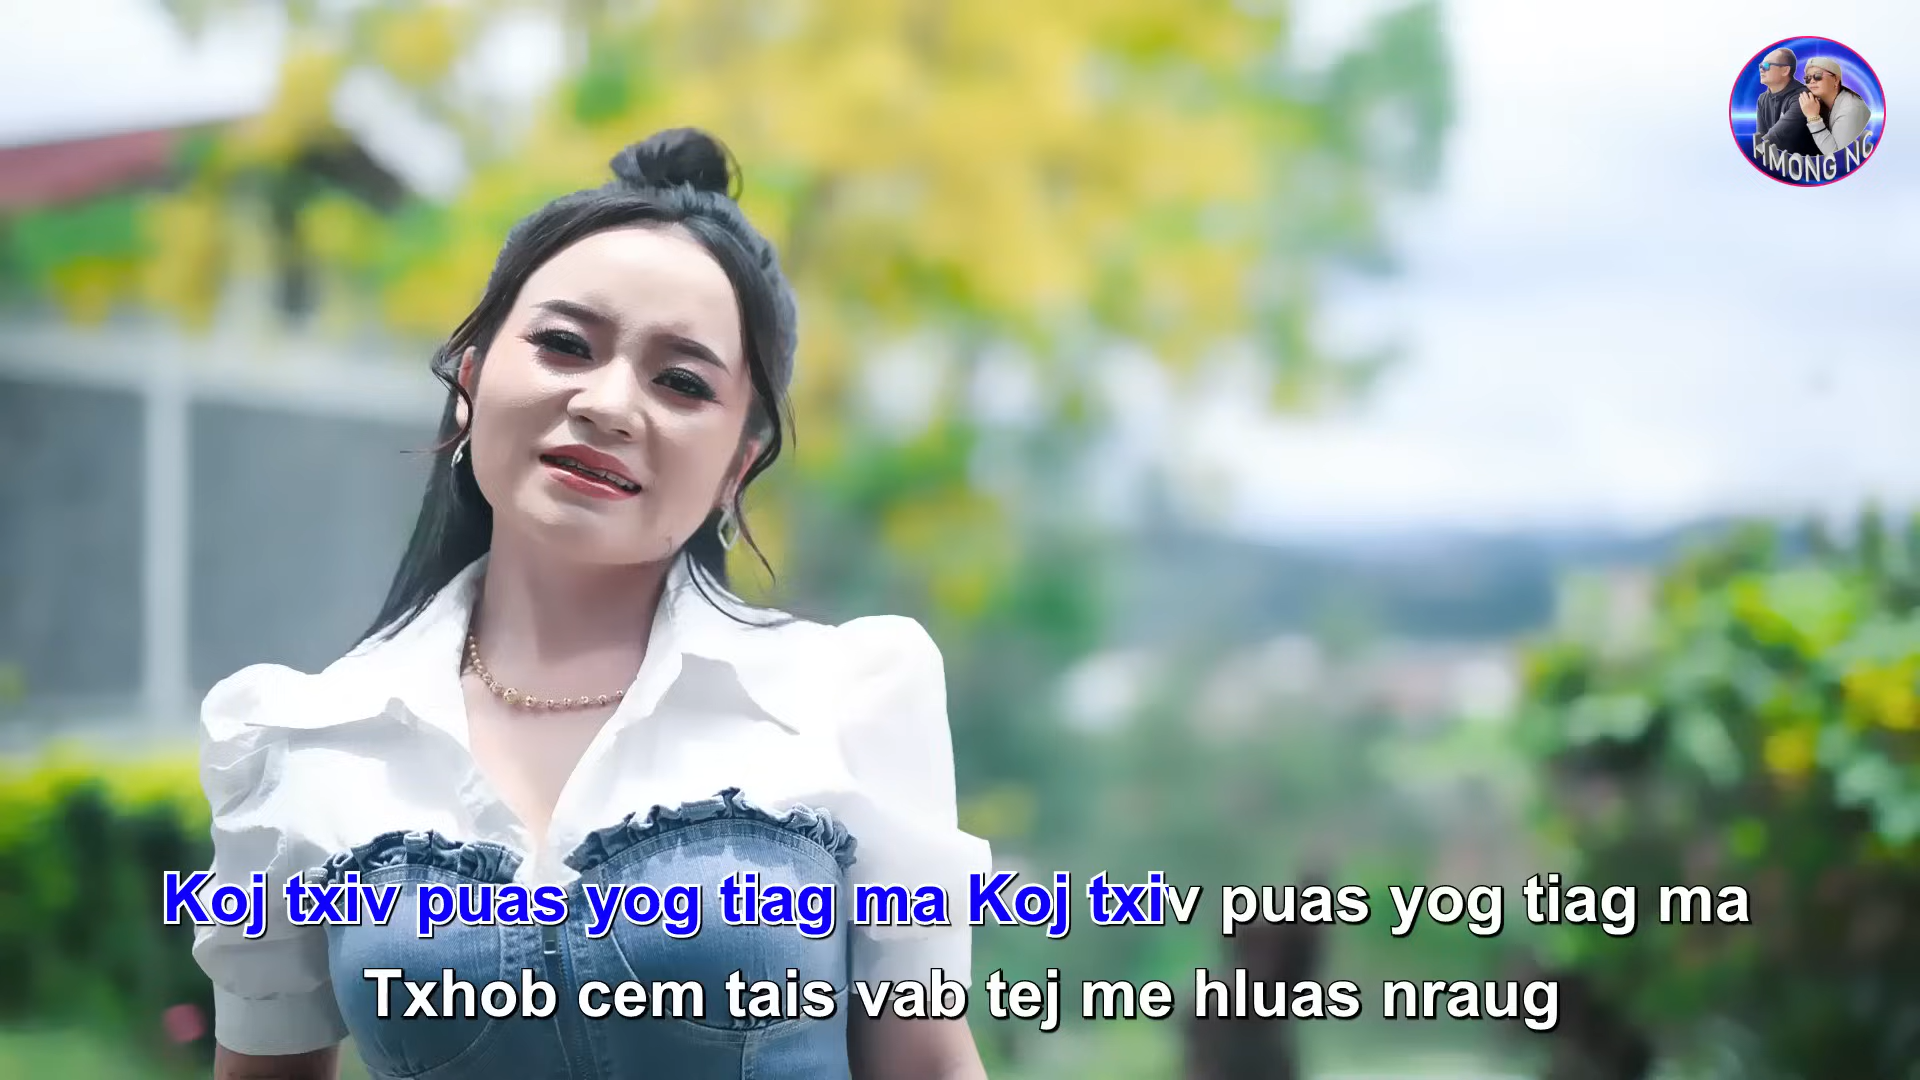 HMONG NG
Koj txiv puas yog tiag ma Koj txiv puas yog tiag ma
Txhob cem tais vab tej me hluas nraug